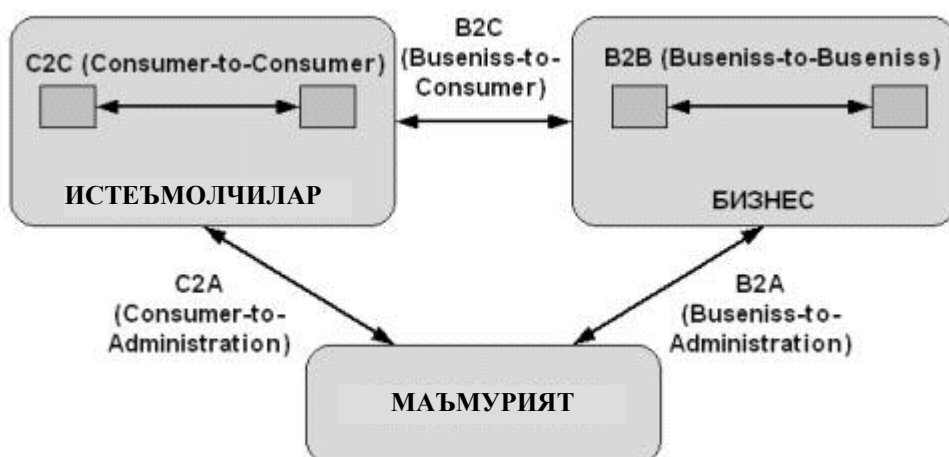 C2C (Consumer-to-Consumer)
ИСТЕЪМОЛЧИЛАР
B2C
(Buseniss-to-
Consumer)
B2B (Buseniss-to-Buseniss)
БИЗНЕС
C2A
(Consumer-to-
Administration)
B2A
(Buseniss-to-
Administration)
МАЪМУРИЯТ